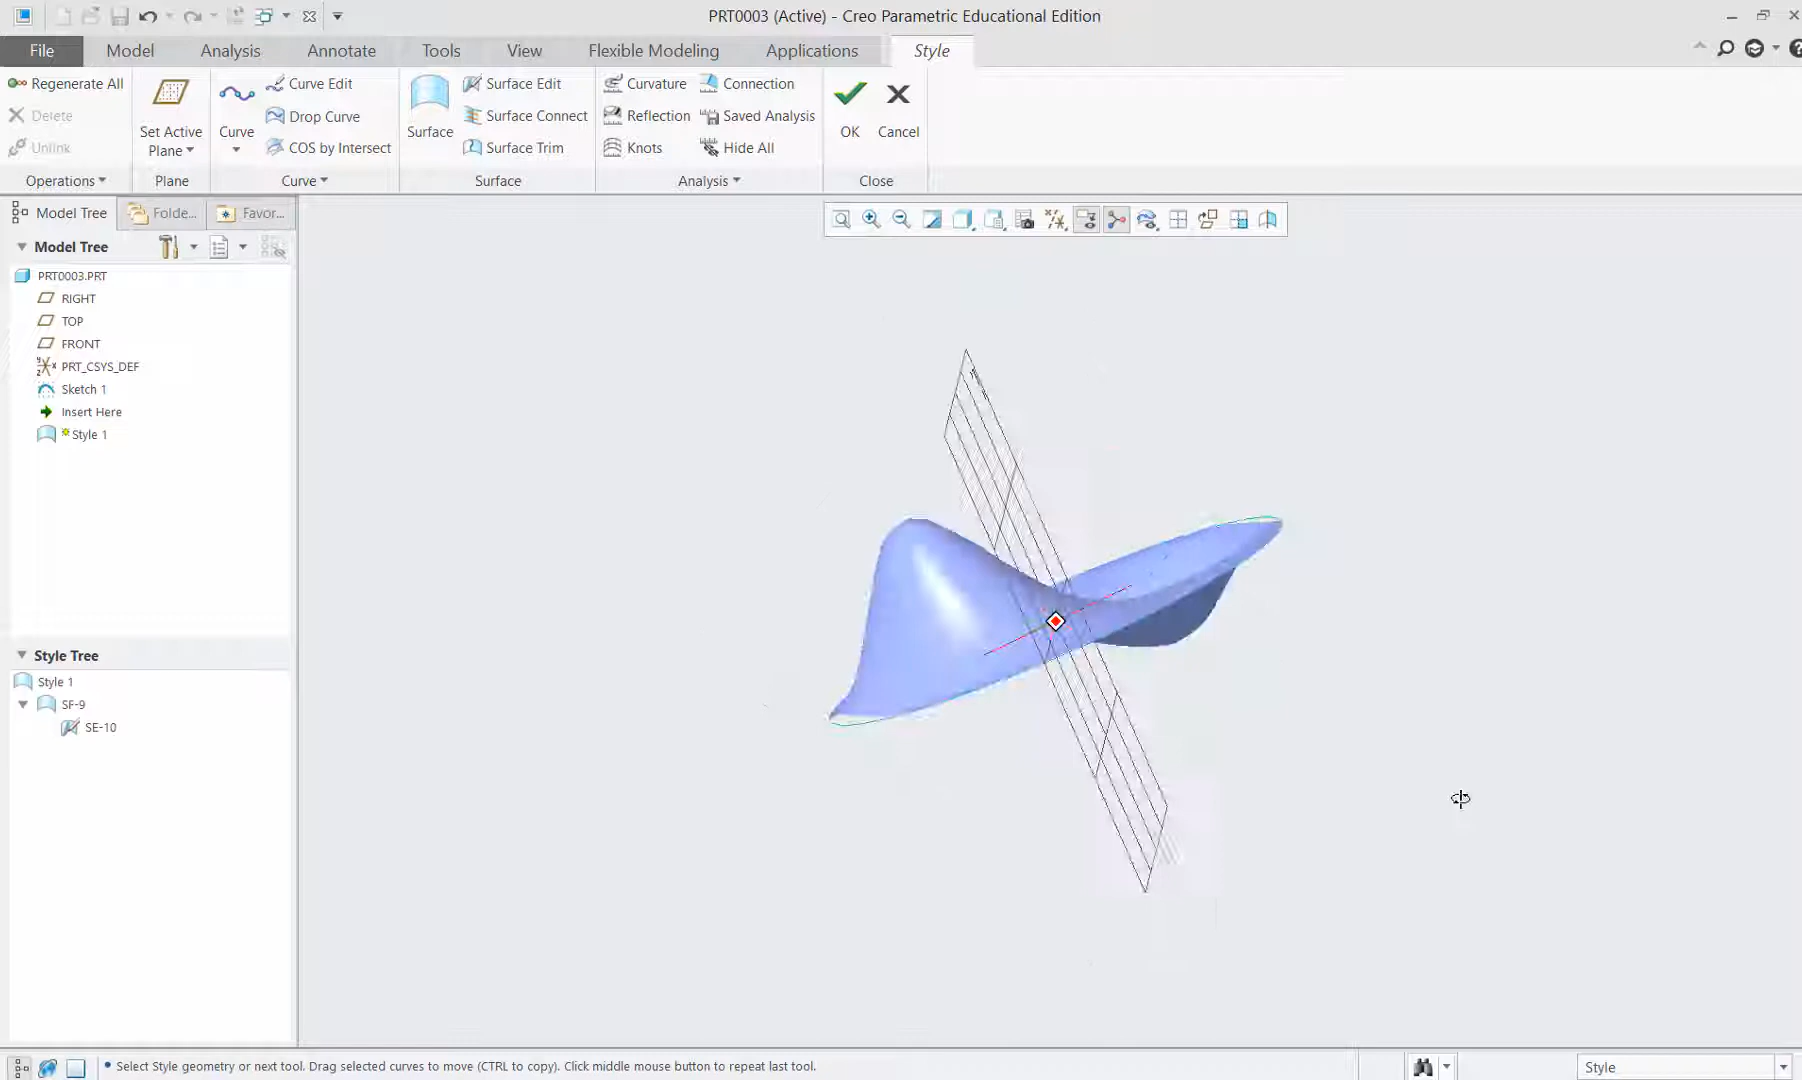 PRT0003 (Active) - Creo Parametric Educational Edition
File Model Analysis Annotate Tools View Flexible Modeling Applications Style
Regenerate All
Delete
Unlink
Operations
Set Active
Plane
Plane
Curve
Curve Edit
Drop Curve
COS by Intersect
Curve
Surface
Surface Edit
Surface Connect
Surface Trim
Surface
Curvature
Reflection
Knots
Connection
Saved Analysis
Hide All
Analysis
OK
Cancel
Close
Model Tree Folde... Favor...
Model Tree
PRT0003.PRT
RIGHT
TOP
FRONT
PRT_CSYS_DEF
Sketch 1
Insert Here
Style 1
Style Tree
Style 1
SF-9
SE-10
Select Style geometry or next tool. Drag selected curves to move (CTRL to copy). Click middle mouse button to repeat last tool.
Style